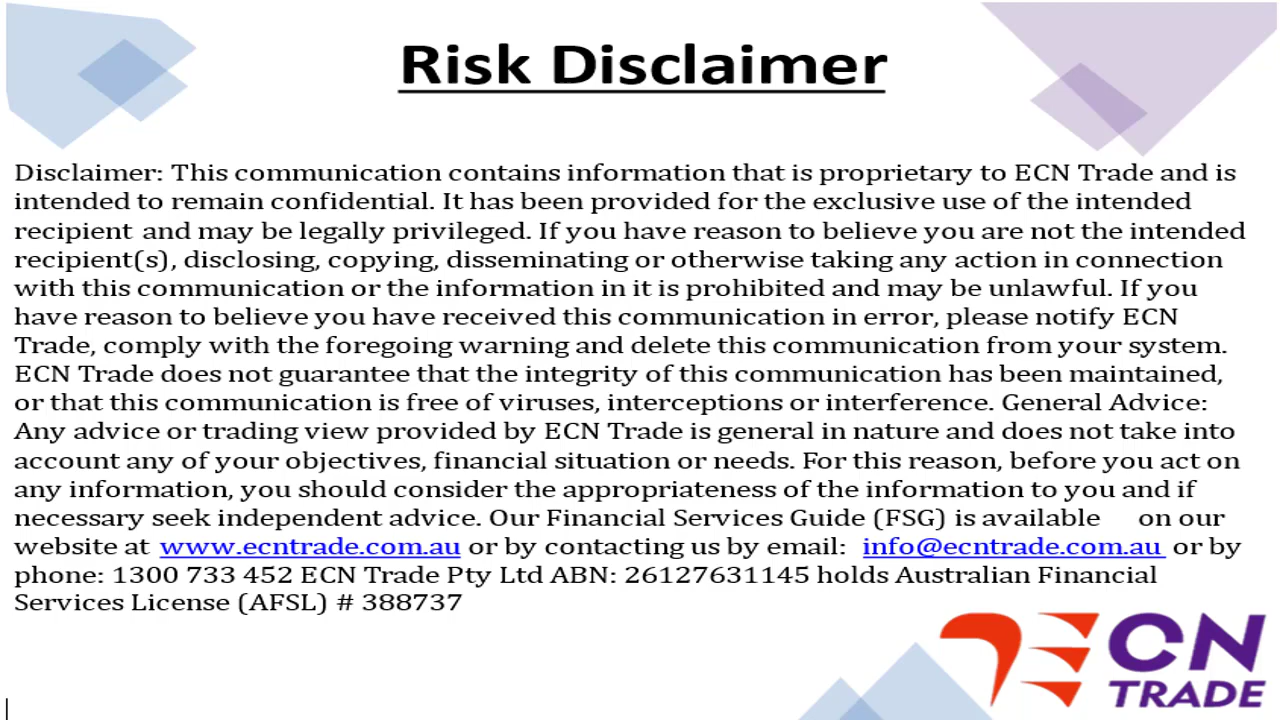 Risk Disclaimer
Disclaimer: This communication contains information that is proprietary to ECN Trade and is
intended to remain confidential. It has been provided for the exclusive use of the intended
recipient and may be legally privileged. If you have reason to believe you are not the intended
recipient(s), disclosing, copying, disseminating or otherwise taking any action in connection
with this communication or the information in it is prohibited and may be unlawful. If you
have reason to believe you have received this communication in error, please notify ECN
Trade, comply with the foregoing warning and delete this communication from your system.
ECN Trade does not guarantee that the integrity of this communication has been maintained,
or that this communication is free of viruses, interceptions or interference. General Advice:
Any advice or trading view provided by ECN Trade is general in nature and does not take into
account any of your objectives, financial situation or needs. For this reason, before you act on
any information, you should consider the appropriateness of the information to you and if
necessary seek independent advice. Our Financial Services Guide (FSG) is available on our
website at www.ecntrade.com.au or by contacting us by email: info@ecntrade.com.au or by
phone: 1300 733 452 ECN Trade Pty Ltd ABN: 26127631145 holds Australian Financial
Services License (AFSL) # 388737
ECN
TRADE